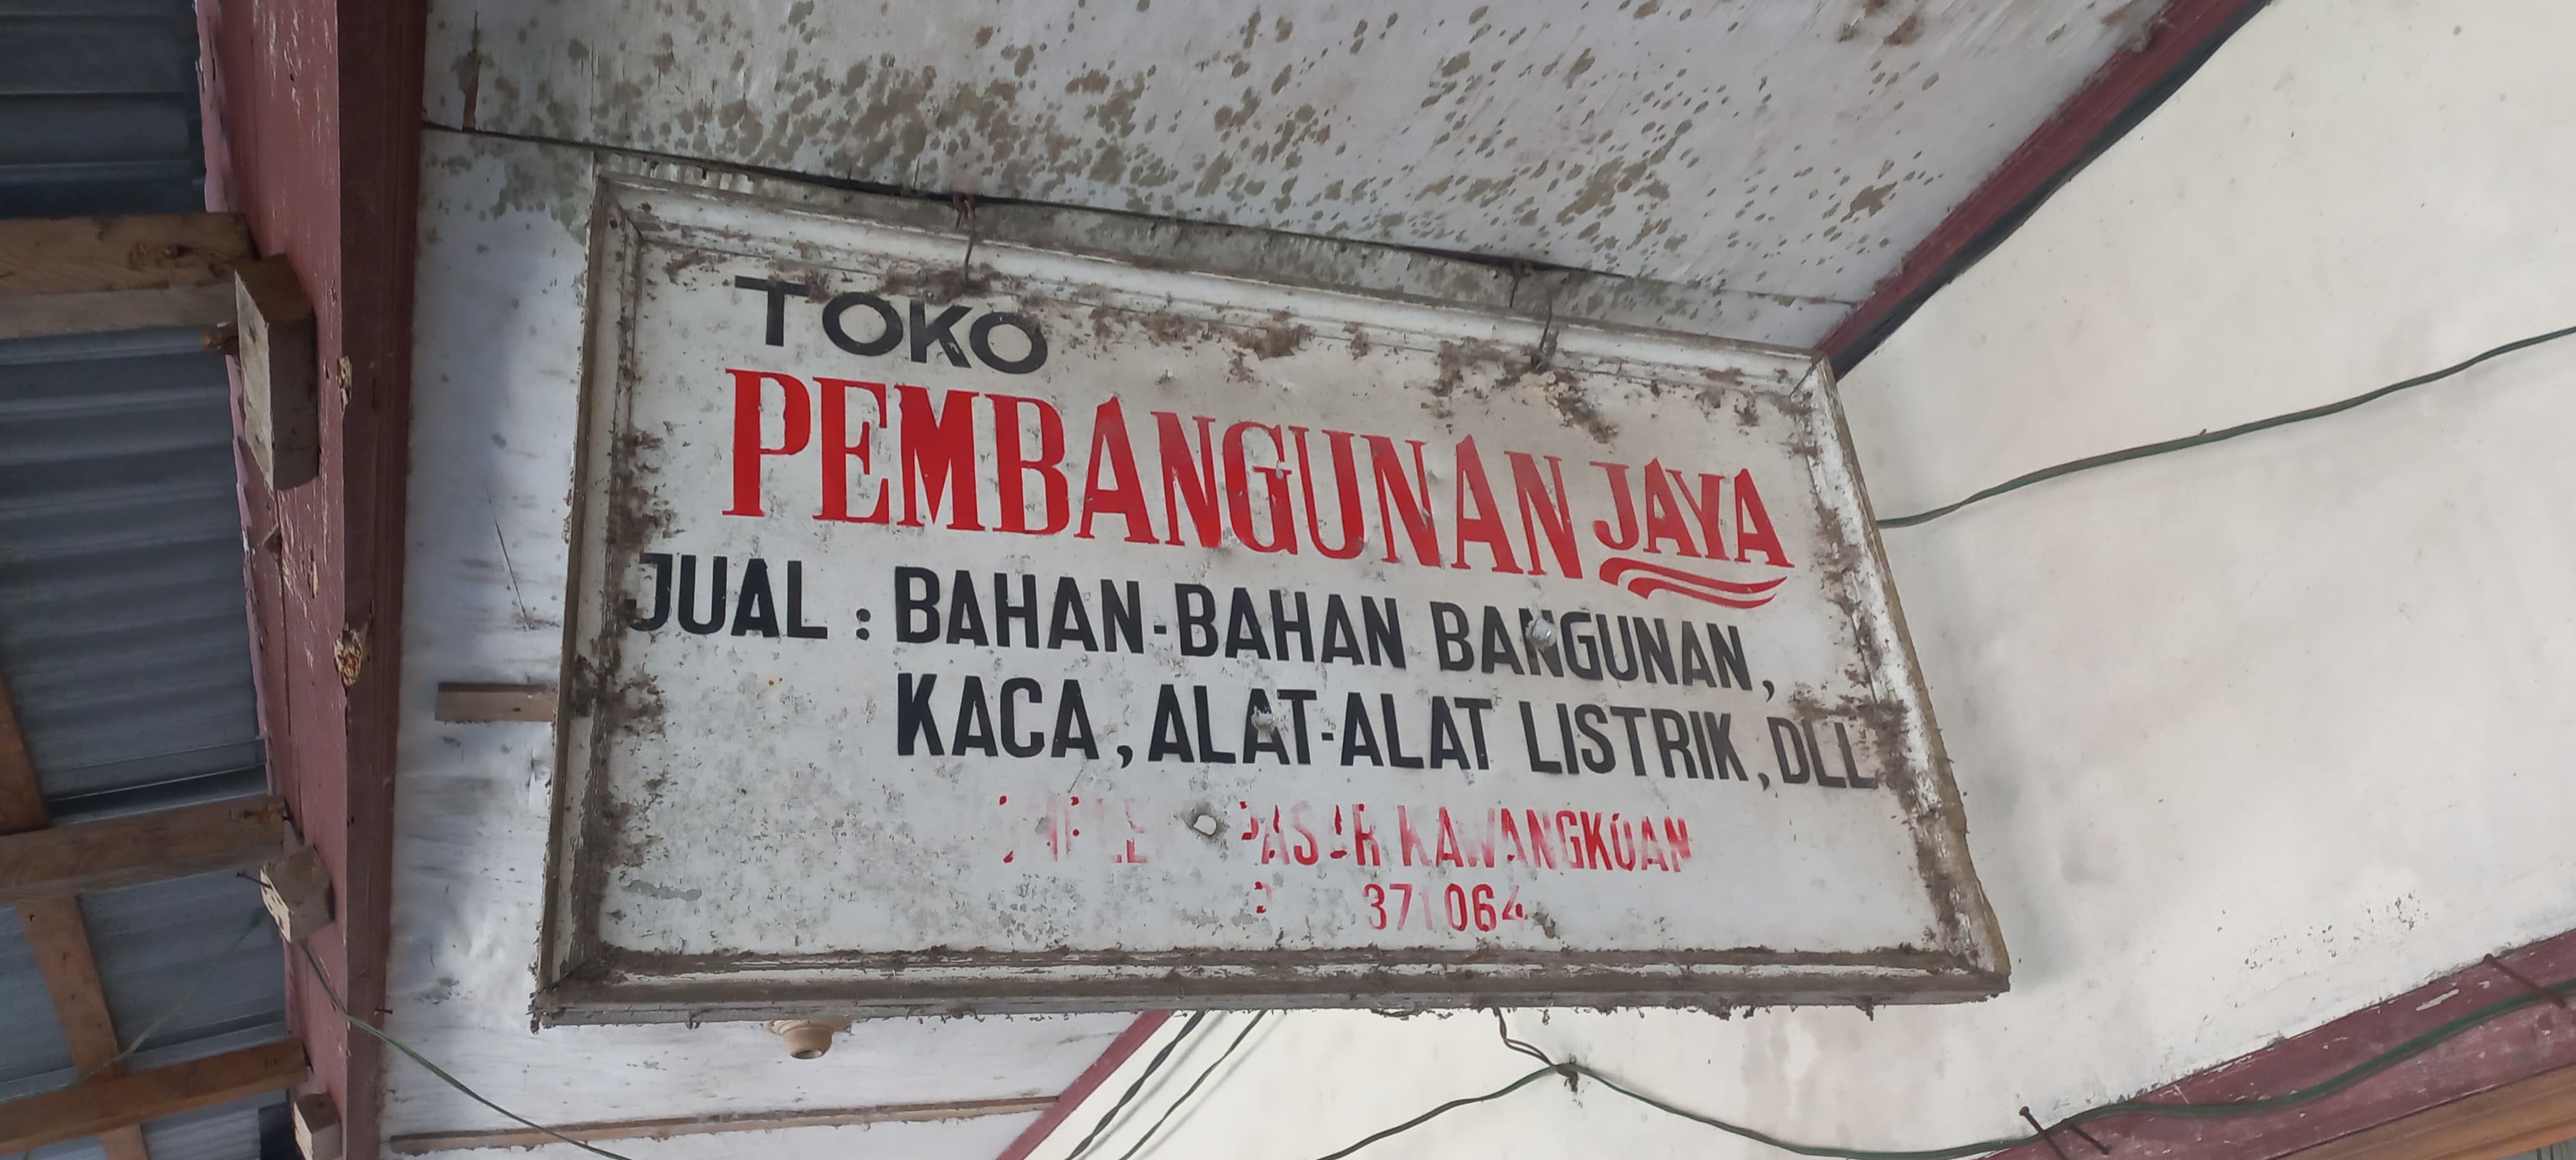 TOKO
PEMBANGUNAN JAYA
JUAL : BAHAN-BAHAN BANGUNAN,
KACA, ALAT-ALAT LISTRIK, DLL
PASAR KAWANGKOAN
371064